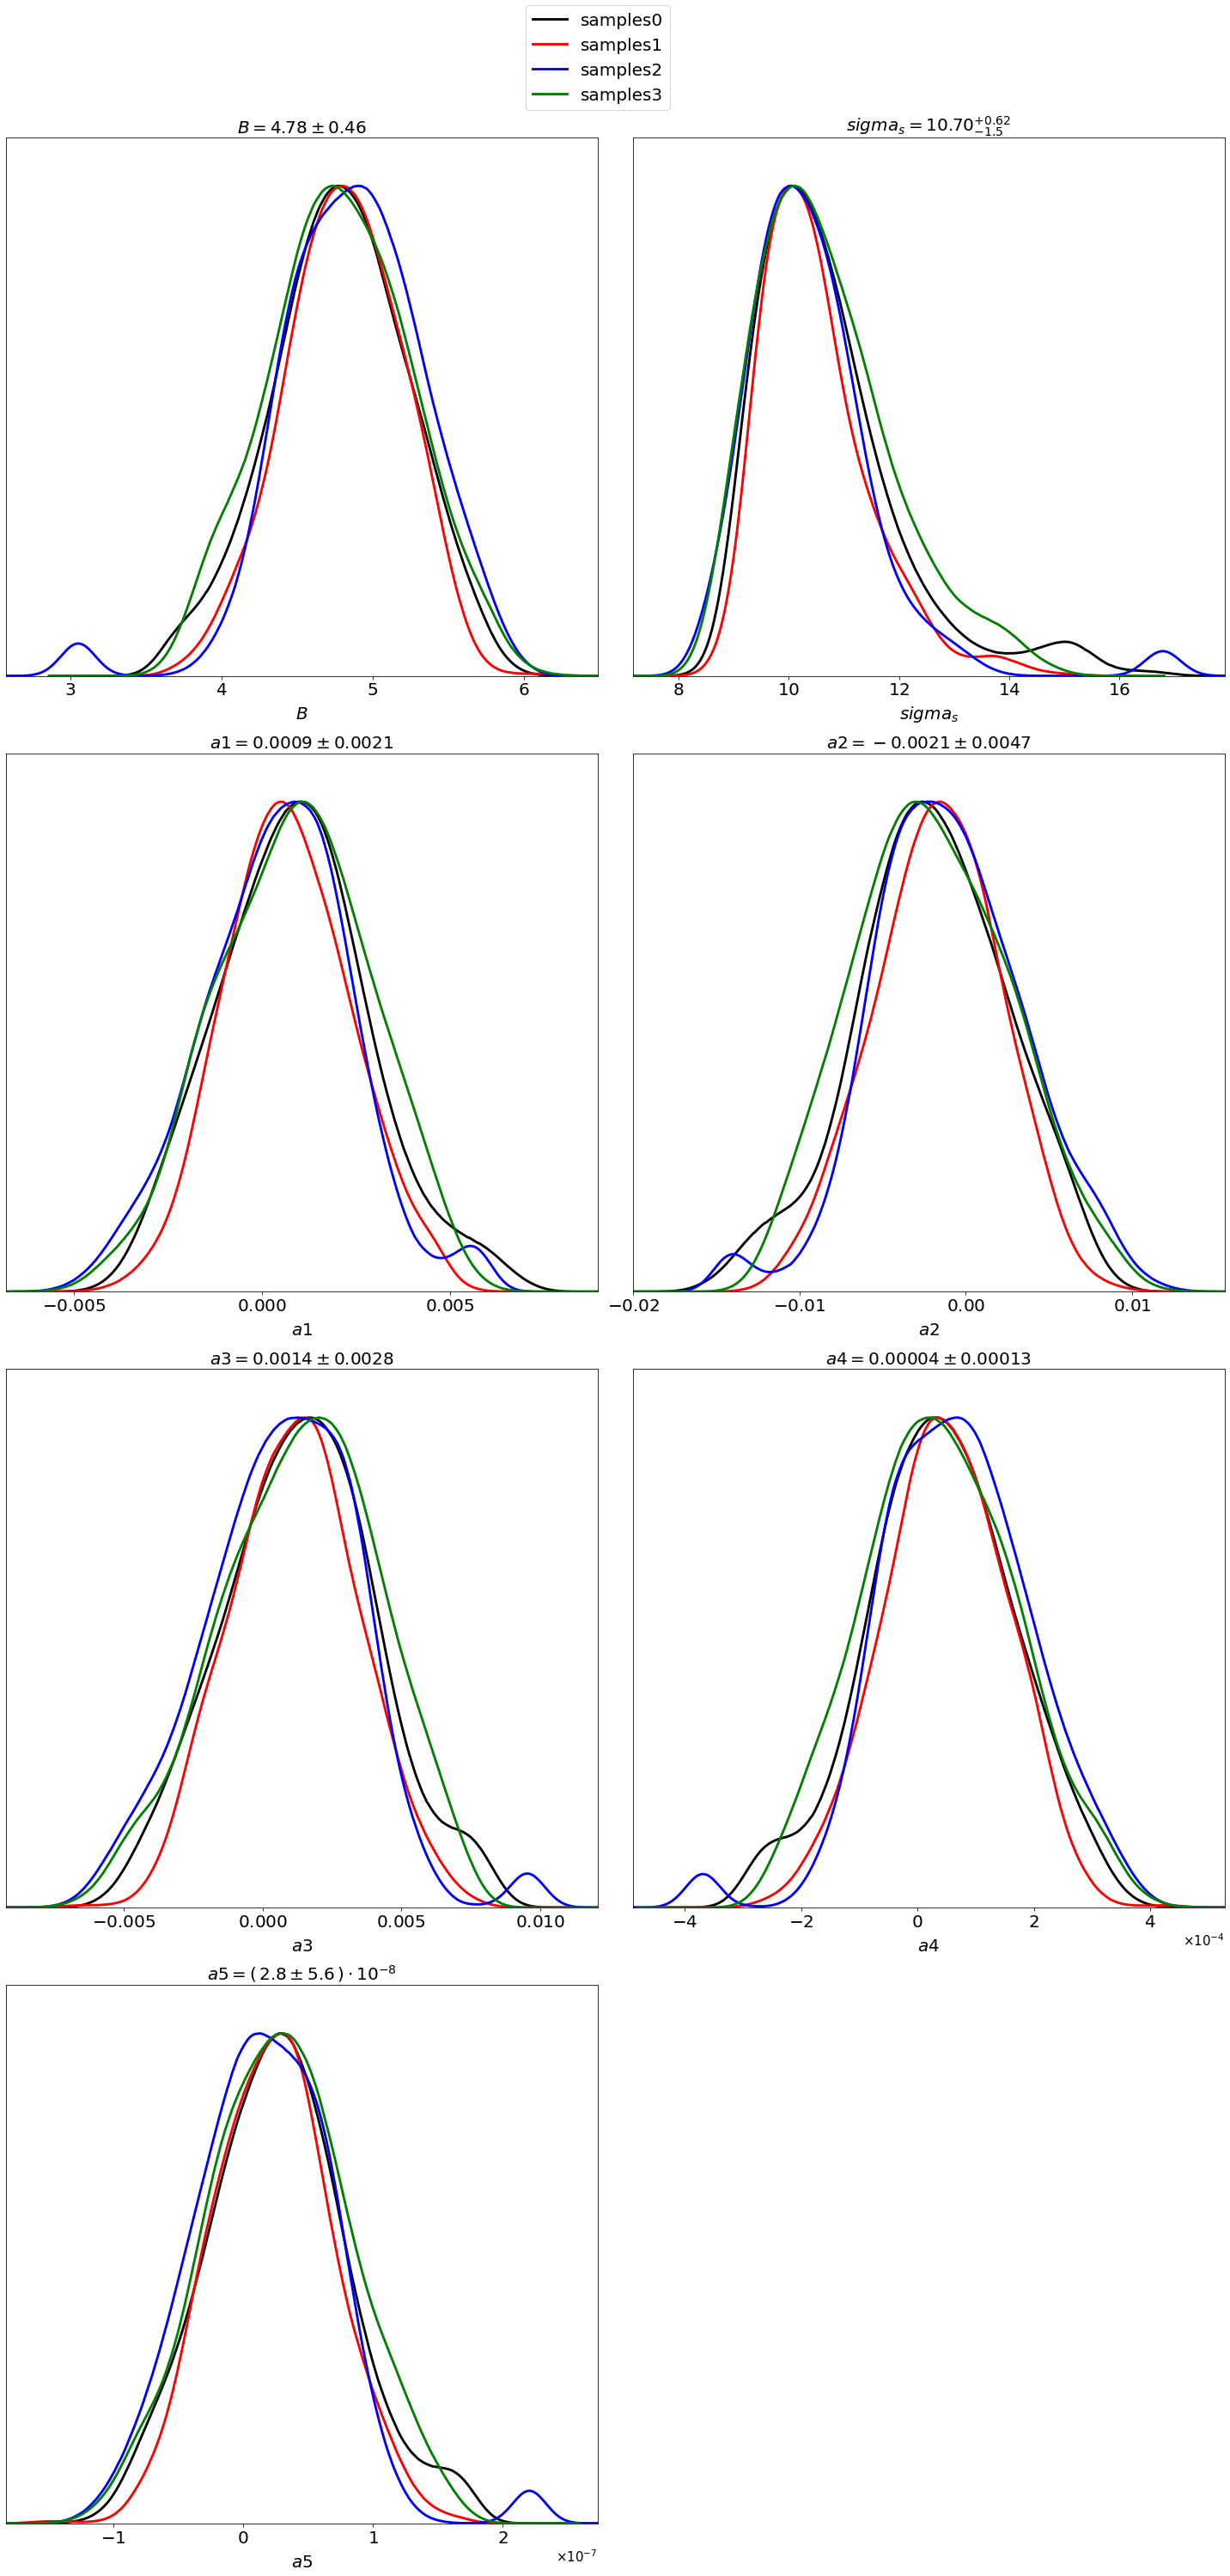 samples0
samples1
samples2
samples3
B = 4.78 ± 0.46
sigma_s = 10.70^{+0.62}_{-1.5}
3 4 5 6
8 10 12 14 16
B
sigma_s
a1 = 0.0009 ± 0.0021
a2 = −0.0021 ± 0.0047
−0.005 0.000 0.005
−0.02 −0.01 0.00 0.01
a1
a2
a3 = 0.0014 ± 0.0028
a4 = 0.00004 ± 0.00013
−0.005 0.000 0.005 0.010
−4 −2 0 2 4
×10^{−4}
a3
a4
a5 = ( 2.8 ± 5.6 ) · 10^{−8}
−1 0 1 2
×10^{−7}
a5